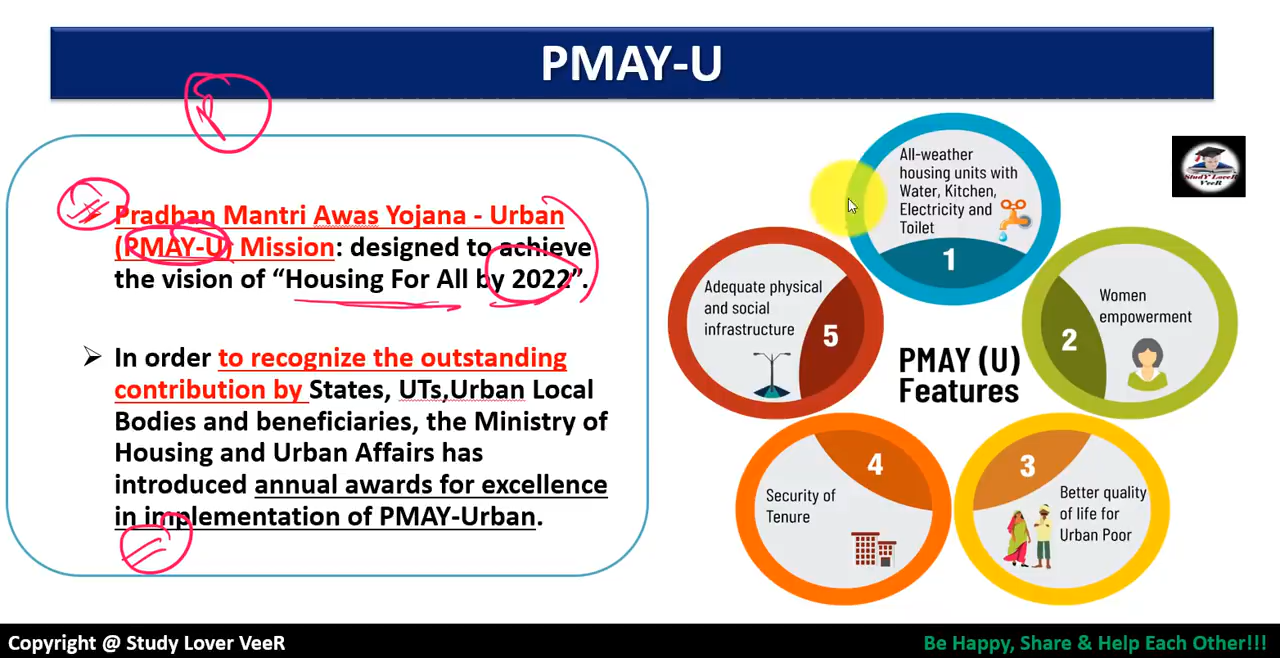 PMAY-U
Pradhan Mantri Awas Yojana - Urban
(PMAY-U) Mission: designed to achieve
the vision of “Housing For All by 2022”.
In order to recognize the outstanding
contribution by States, UTs,Urban Local
Bodies and beneficiaries, the Ministry of
Housing and Urban Affairs has
introduced annual awards for excellence
in implementation of PMAY-Urban.
All-weather
housing units with
Water, Kitchen,
Electricity and
Toilet
1
Women
empowerment
2
3
Better quality
of life for
Urban Poor
4
Security of
Tenure
Adequate physical
and social
infrastructure
5
PMAY (U)
Features
StudY LoveR
VeeR
Copyright @ Study Lover VeeR
Be Happy, Share & Help Each Other!!!